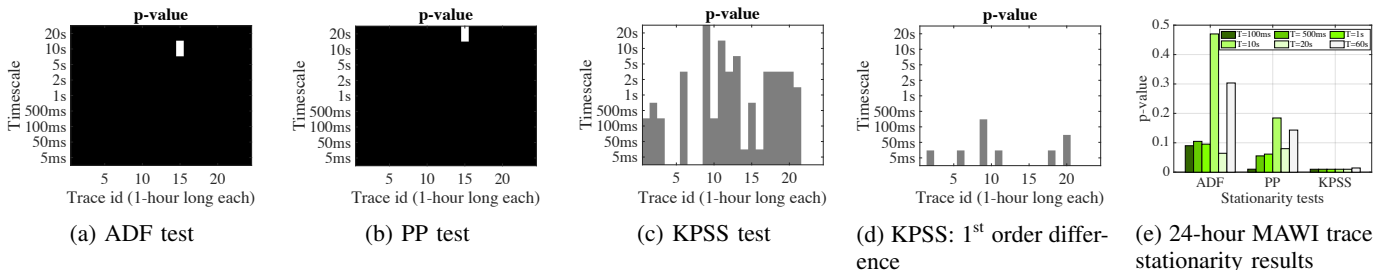 p-value
20s
10s
5s
2s
1s
500ms
100ms
50ms
5ms
Timescale
5 10 15 20
Trace id (1-hour long each)
(a) ADF test
p-value
20s
10s
5s
2s
1s
500ms
100ms
50ms
5ms
Timescale
5 10 15 20
Trace id (1-hour long each)
(b) PP test
p-value
20s
10s
5s
2s
1s
500ms
100ms
50ms
5ms
Timescale
5 10 15 20
Trace id (1-hour long each)
(c) KPSS test
p-value
20s
10s
5s
2s
1s
500ms
100ms
50ms
5ms
Timescale
5 10 15 20
Trace id (1-hour long each)
(d) KPSS: 1st order differ-
ence
0.5
0.4
0.3
0.2
0.1
0
p-value
T=100ms T= 500ms T=1s
T=10s T=20s T=60s
ADF PP KPSS
Stationarity tests
(e) 24-hour MAWI trace
stationarity results